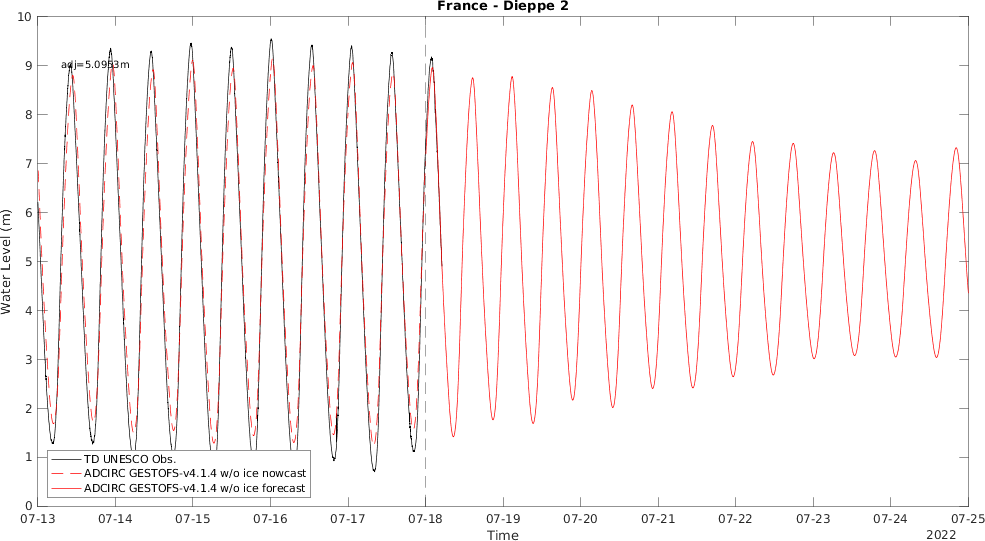 France - Dieppe 2
10
9
8
7
6
5
4
3
2
1
0
Water Level (m)
adj=5.0953m
TD UNESCO Obs.
ADCIRC GESTOFS-v4.1.4 w/o ice nowcast
ADCIRC GESTOFS-v4.1.4 w/o ice forecast
07-13 07-14 07-15 07-16 07-17 07-18 07-19 07-20 07-21 07-22 07-23 07-24 07-25
Time
2022